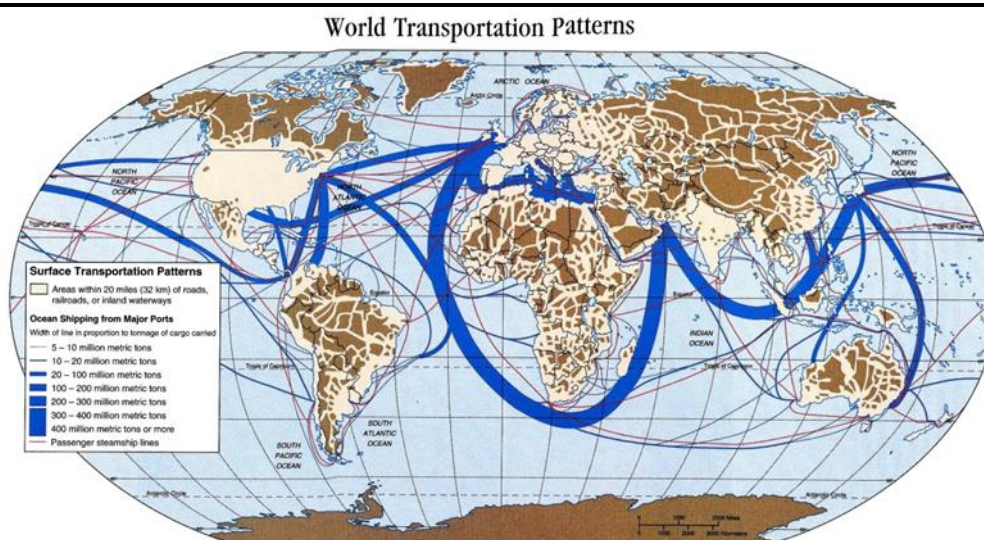 World Transportation Patterns
ARCTIC OCEAN
Arctic Circle
NORTH
PACIFIC
OCEAN
NORTH
ATLANTIC
OCEAN
NORTH
PACIFIC
OCEAN
Tropic of Cancer
Tropic of Cancer
Surface Transportation Patterns
Areas within 20 miles (32 km) of roads,
railroads, or inland waterways
Ocean Shipping from Major Ports
Width of line in proportion to tonnage of cargo carried
5 – 10 million metric tons
10 – 20 million metric tons
20 – 100 million metric tons
100 – 200 million metric tons
200 – 300 million metric tons
300 – 400 million metric tons
400 million metric tons or more
Passenger steamship lines
Equator
Equator
INDIAN
OCEAN
Tropic of Capricorn
Tropic of Capricorn
SOUTH
PACIFIC
OCEAN
SOUTH
ATLANTIC
OCEAN
Antarctic Circle
Antarctic Circle